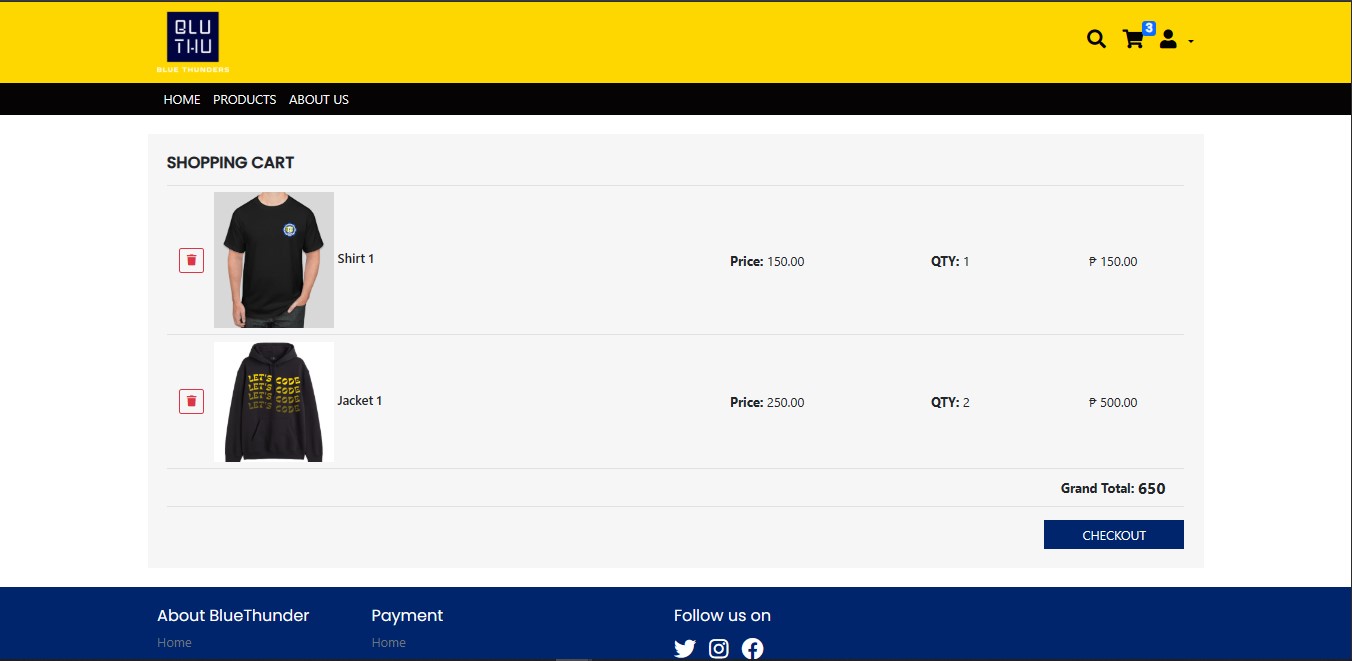 BLU
THU
BLUE THUNDERS
3
HOME PRODUCTS ABOUT US
SHOPPING CART
Shirt 1 Price: 150.00 QTY: 1 ₱ 150.00
LET'S CODE
LET'S CODE
LET'S CODE
LET'S CODE
Jacket 1 Price: 250.00 QTY: 2 ₱ 500.00
Grand Total: 650
CHECKOUT
About BlueThunder Payment Follow us on
Home Home